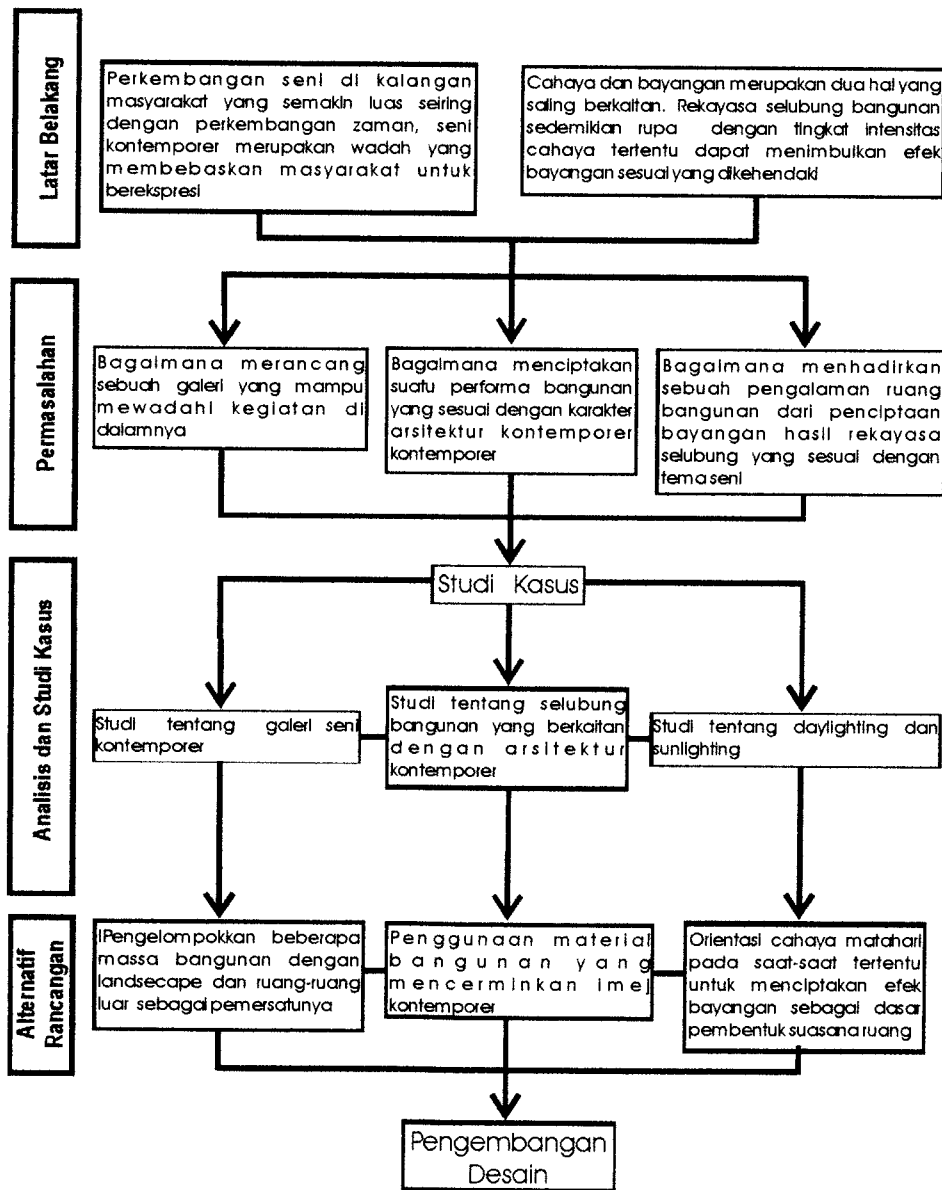 Latar Belakang
Perkembangan seni di kalangan
masyarakat yang semakin luas seiring
dengan perkembangan zaman, seni
kontemporer merupakan wadah yang
membebaskan masyarakat untuk
berekspresi
Cahaya dan bayangan merupakan dua hal yang
saling berkaitan. Rekayasa selubung bangunan
sedemikian rupa dengan tingkat intensitas
cahaya tertentu dapat menimbulkan efek
bayangan sesuai yang dikehendaki
Permasalahan
Bagaimana merancang
sebuah galeri yang mampu
mewadahi kegiatan di
dalamnya
Bagaimana menciptakan
suatu performa bangunan
yang sesuai dengan karakter
arsitektur kontemporer
kontemporer
Bagaimana menhadirkan
sebuah pengalaman ruang
bangunan dari penciptaan
bayangan hasil rekayasa
selubung yang sesuai dengan
tema seni
Analisis dan Studi Kasus
Studi Kasus
Studi tentang galeri seni
kontemporer
Studi tentang selubung
bangunan yang berkaitan
dengan arsitektur
kontemporer
Studi tentang daylighting dan
sunlighting
Alternatif
Rancangan
IPengelompokkan beberapa
massa bangunan dengan
landsecape dan ruang-ruang
luar sebagai pemersatunya
Penggunaan material
bangunan yang
mencerminkan imej
kontemporer
Orientasi cahaya matahari
pada saat-saat tertentu
untuk menciptakan efek
bayangan sebagai dasar
pembentuk suasana ruang
Pengembangan
Desain